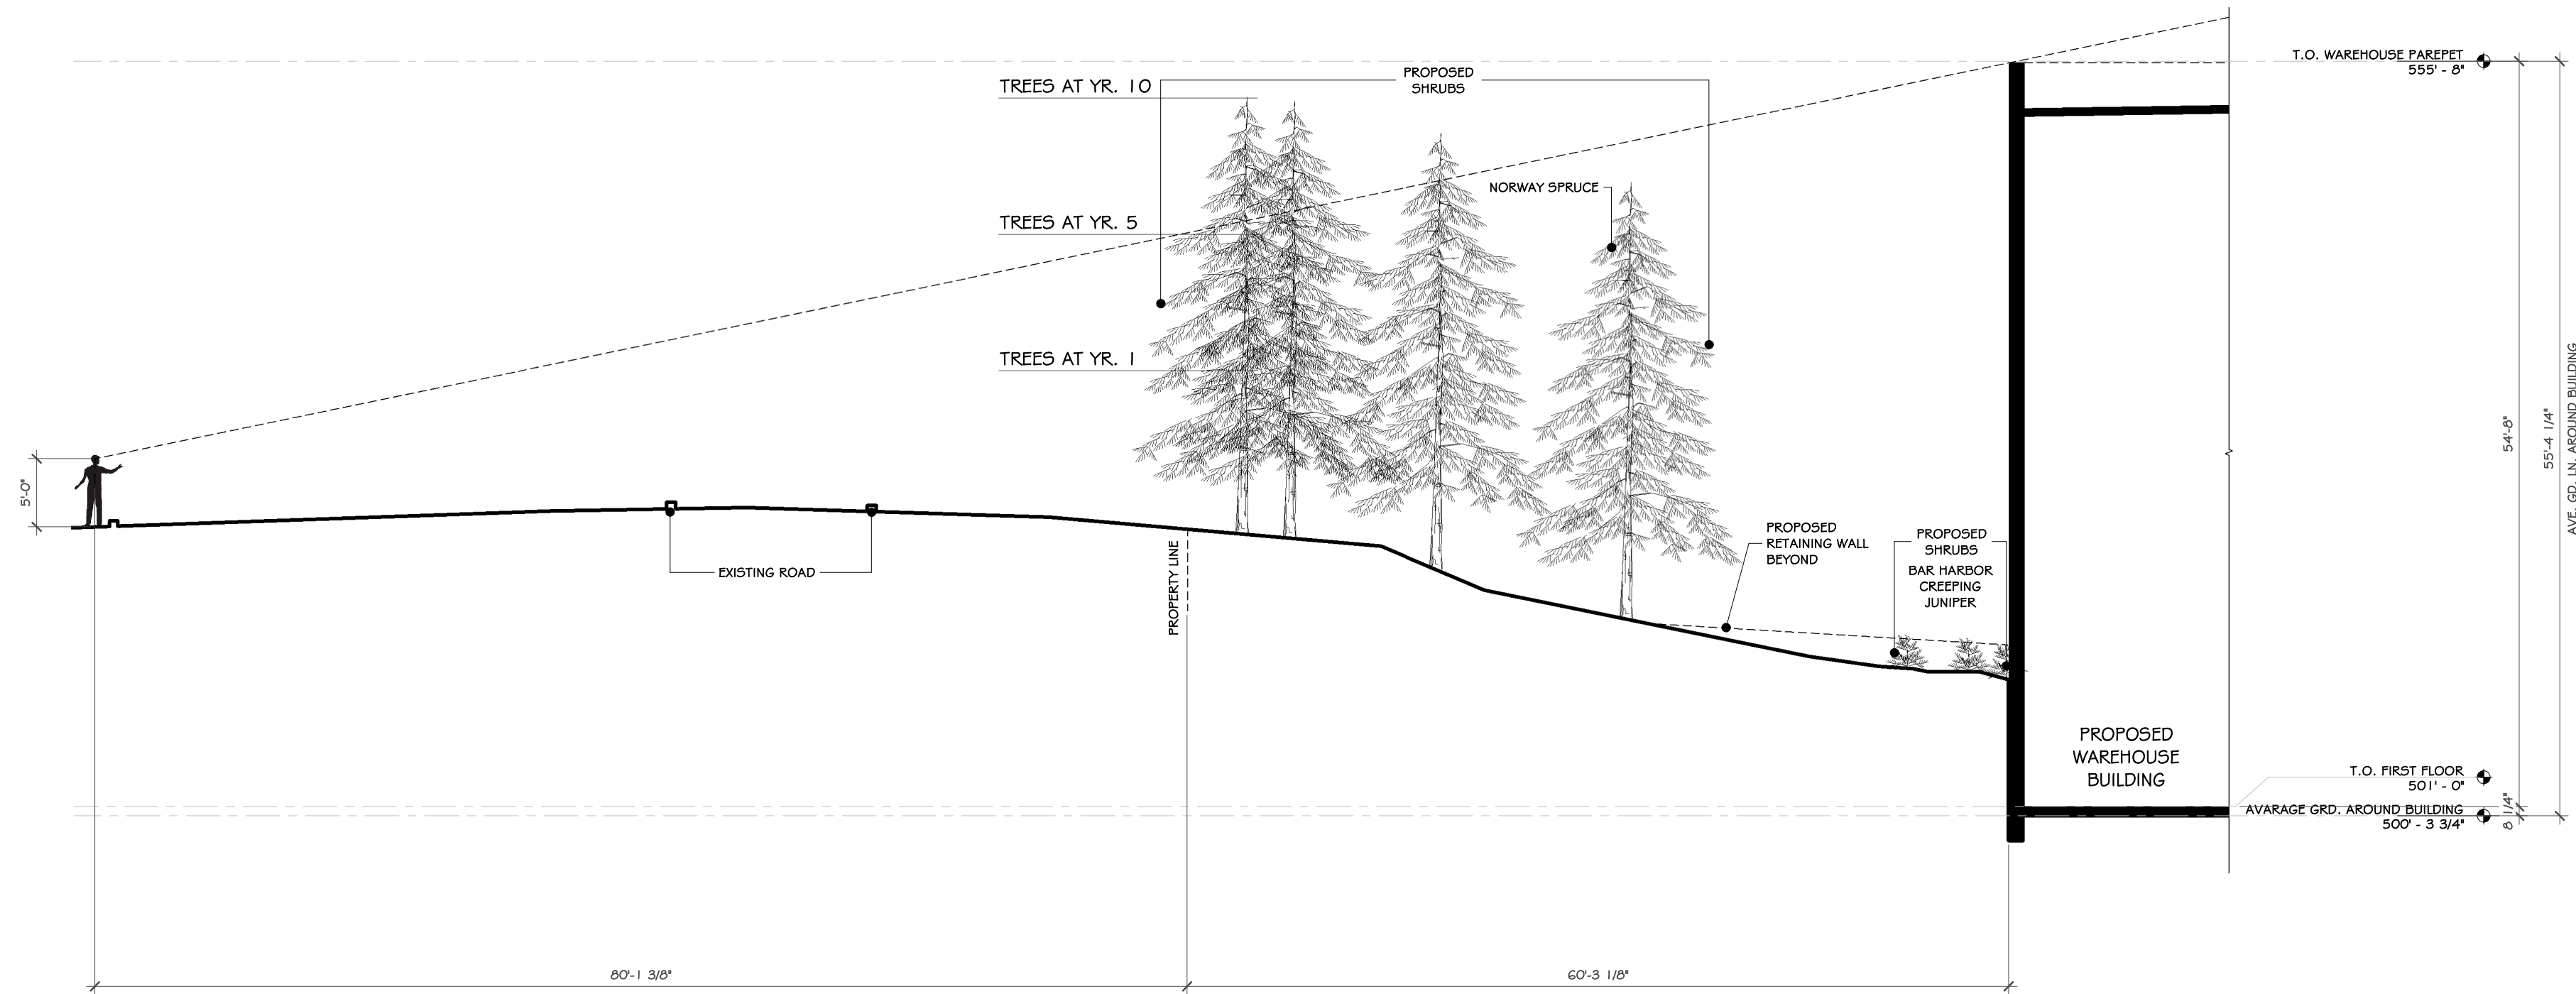 T.O. WAREHOUSE PAREPET
555' - 8"
PROPOSED
SHRUBS
TREES AT YR. 10
NORWAY SPRUCE
TREES AT YR. 5
TREES AT YR. 1
5'-0"
54'-8"
55'-4 1/4"
AVE. GD. LN. AROUND BUILDING
PROPOSED
RETAINING WALL
BEYOND
PROPOSED
SHRUBS
BAR HARBOR
CREEPING
JUNIPER
EXISTING ROAD
PROPERTY LINE
PROPOSED
WAREHOUSE
BUILDING
T.O. FIRST FLOOR
501' - 0"
8 1/4"
AVARAGE GRD. AROUND BUILDING
500' - 3 3/4"
80'-1 3/8"
60'-3 1/8"